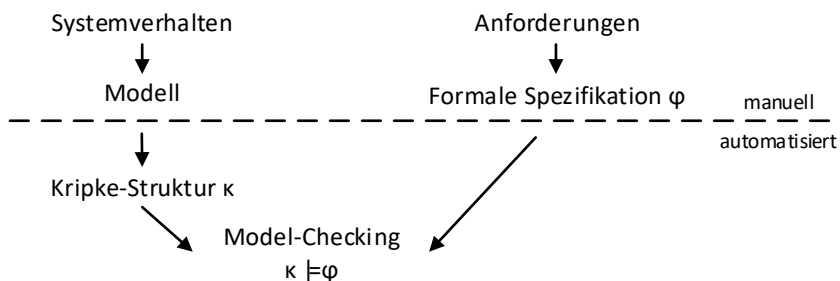 Systemverhalten
Anforderungen
Modell
Formale Spezifikation φ
manuell
automatisiert
Kripke-Struktur κ
Model-Checking
κ ⊨φ